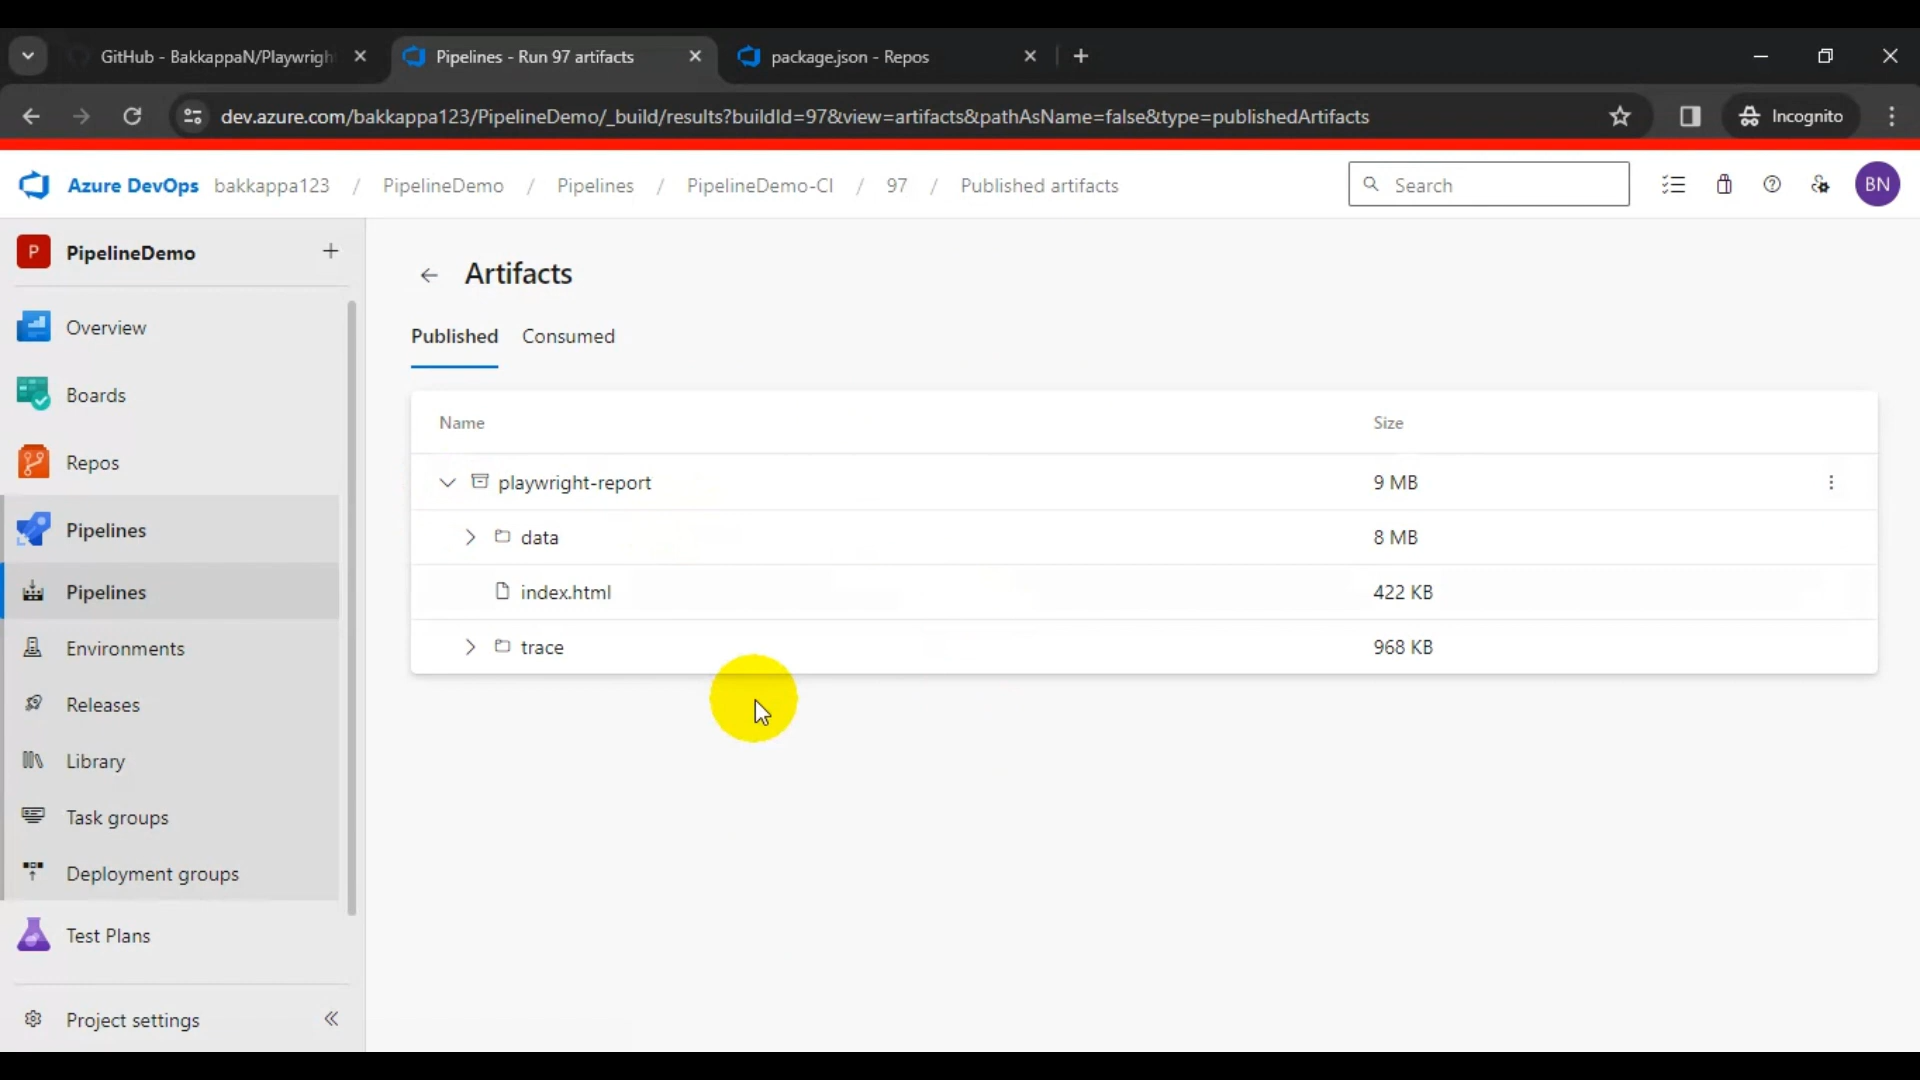 GitHub - BakkappaN/Playwrigh
Pipelines - Run 97 artifacts
package.json - Repos
dev.azure.com/bakkappa123/PipelineDemo/_build/results?buildId=97&view=artifacts&pathAsName=false&type=publishedArtifacts
Incognito
Azure DevOps bakkappa123 / PipelineDemo / Pipelines / PipelineDemo-CI / 97 / Published artifacts
Search
BN
P PipelineDemo
Overview
Boards
Repos
Pipelines
Pipelines
Environments
Releases
Library
Task groups
Deployment groups
Test Plans
Project settings
Artifacts
Published Consumed
Name Size
playwright-report 9 MB
data 8 MB
index.html 422 KB
trace 968 KB